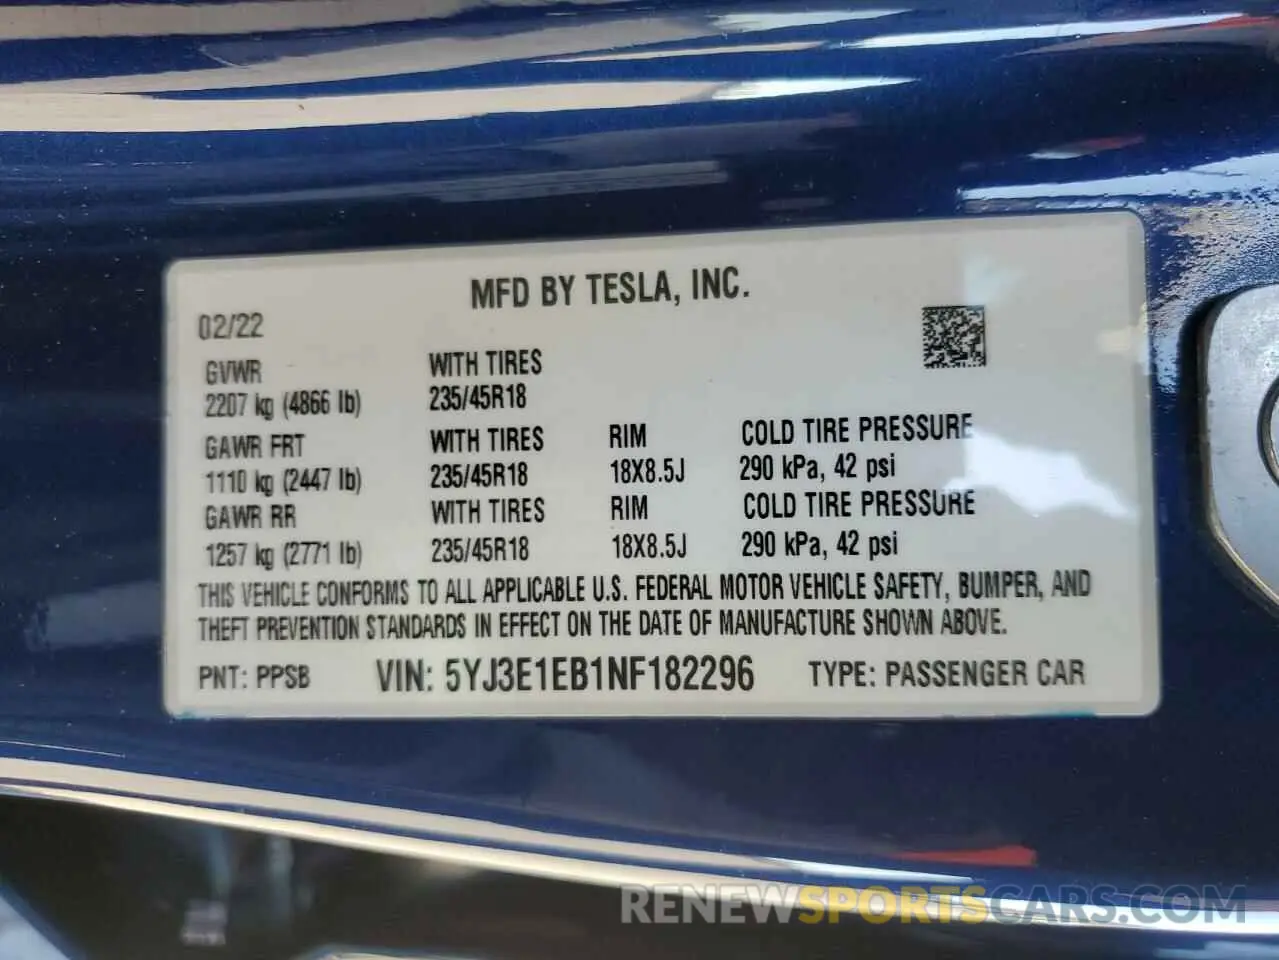 MFD BY TESLA, INC.
02/22
GVWR WITH TIRES
2207 kg (4866 lb) 235/45R18
GAWR FRT WITH TIRES RIM COLD TIRE PRESSURE
1110 kg (2447 lb) 235/45R18 18X8.5J 290 kPa, 42 psi
GAWR RR WITH TIRES RIM COLD TIRE PRESSURE
1257 kg (2771 lb) 235/45R18 18X8.5J 290 kPa, 42 psi
THIS VEHICLE CONFORMS TO ALL APPLICABLE U.S. FEDERAL MOTOR VEHICLE SAFETY, BUMPER, AND
THEFT PREVENTION STANDARDS IN EFFECT ON THE DATE OF MANUFACTURE SHOWN ABOVE.
PNT: PPSB VIN: 5YJ3E1EB1NF182296 TYPE: PASSENGER CAR
RENEWSPORTSCARS.COM